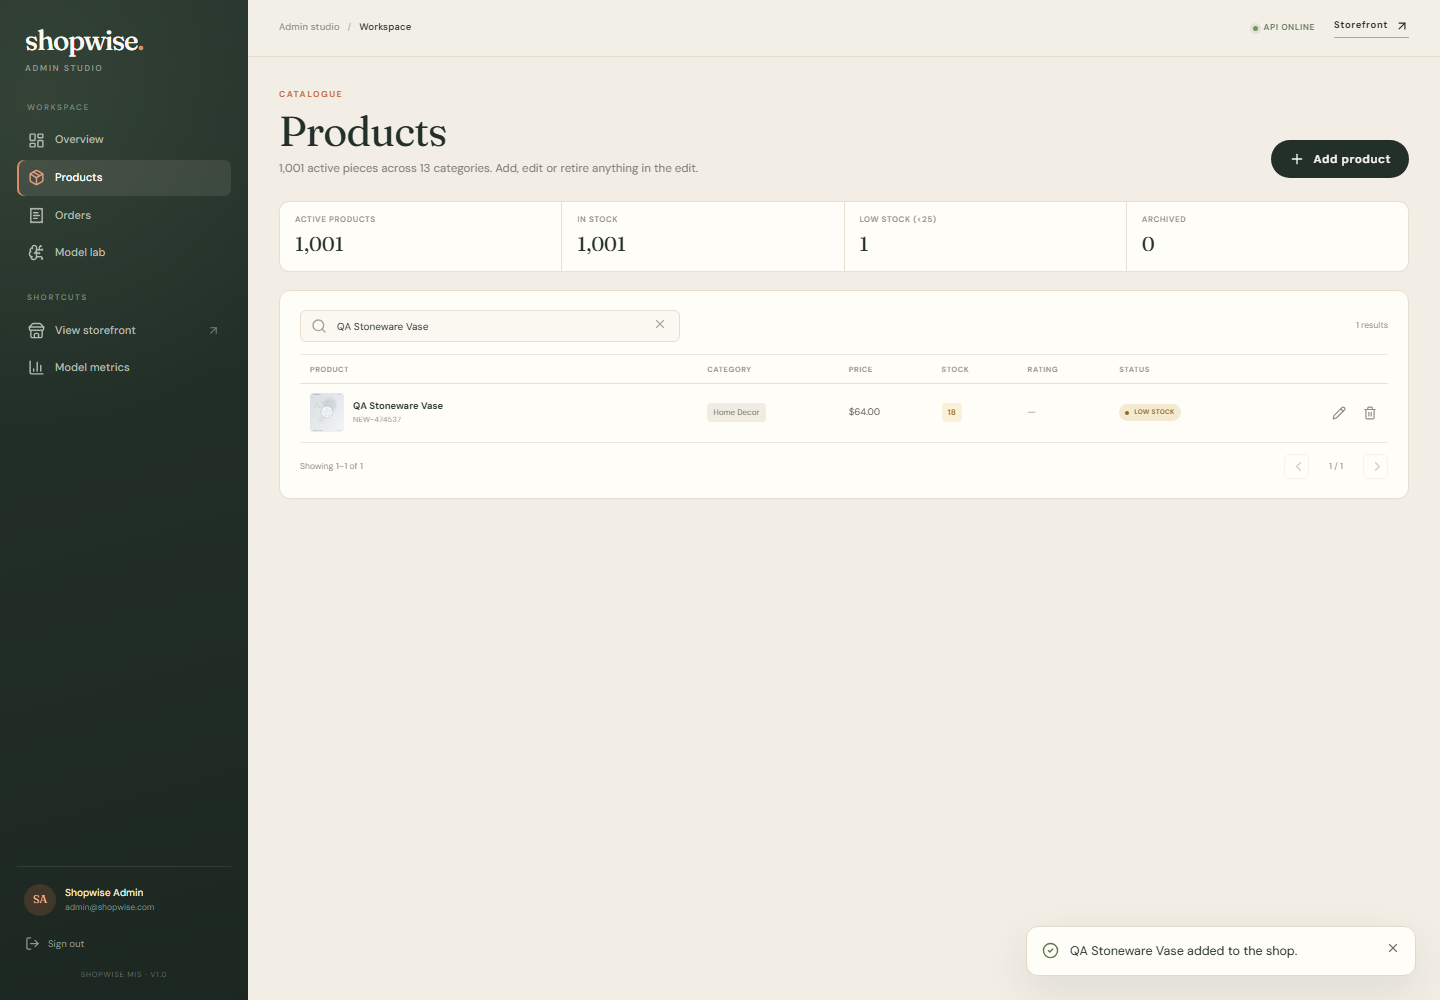 shopwise.
ADMIN STUDIO
WORKSPACE
Overview
Products
Orders
Model lab
SHORTCUTS
View storefront
Model metrics
SA
Shopwise Admin
admin@shopwise.com
Sign out
SHOPWISE MIS · V1.0
Admin studio / Workspace
API ONLINE
Storefront
CATALOGUE
Products
1,001 active pieces across 13 categories. Add, edit or retire anything in the edit.
Add product
ACTIVE PRODUCTS
1,001
IN STOCK
1,001
LOW STOCK (<25)
1
ARCHIVED
0
QA Stoneware Vase
1 results
PRODUCT CATEGORY PRICE STOCK RATING STATUS
QA Stoneware Vase
NEW-474537
Home Decor
$64.00
18
—
LOW STOCK
Showing 1–1 of 1
1 / 1
QA Stoneware Vase added to the shop.